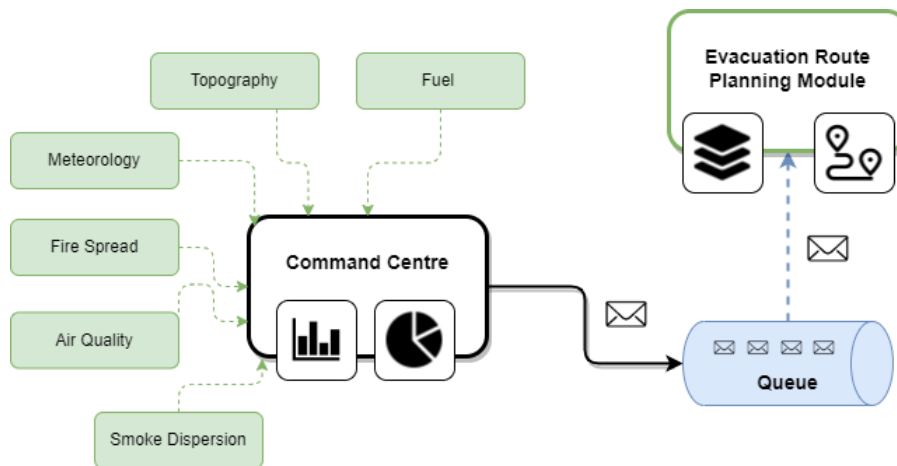 Topography
Fuel
Evacuation Route
Planning Module
Meteorology
Fire Spread
Command Centre
Air Quality
Queue
Smoke Dispersion